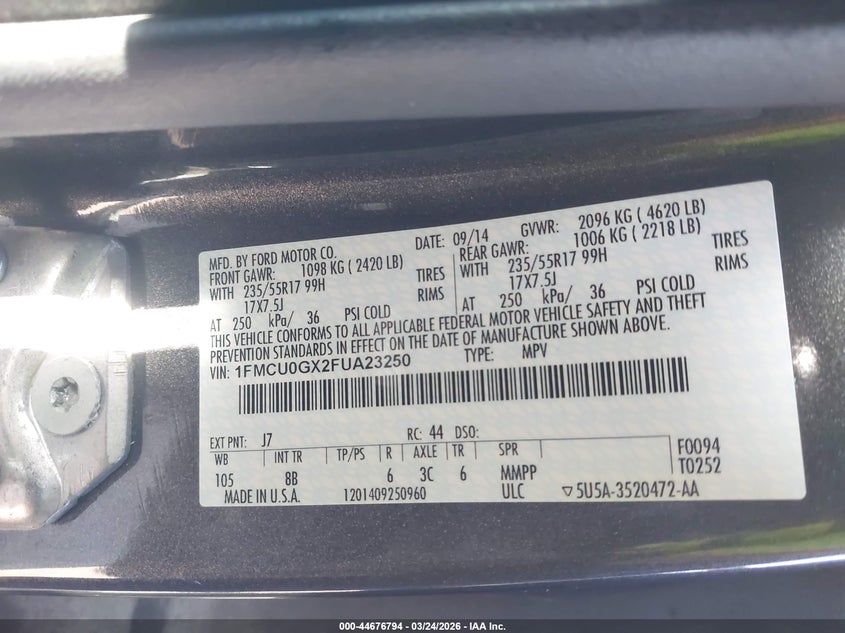 MFD. BY FORD MOTOR CO.
DATE: 09/14 GVWR: 2096 KG ( 4620 LB)
FRONT GAWR: 1098 KG ( 2420 LB) REAR GAWR: 1006 KG ( 2218 LB)
WITH 235/55R17 99H TIRES WITH 235/55R17 99H TIRES
17X7.5J RIMS 17X7.5J RIMS
AT 250 kPa/ 36 PSI COLD AT 250 kPa/ 36 PSI COLD
THIS VEHICLE CONFORMS TO ALL APPLICABLE FEDERAL MOTOR VEHICLE SAFETY AND THEFT
PREVENTION STANDARDS IN EFFECT ON THE DATE OF MANUFACTURE SHOWN ABOVE.
VIN: 1FMCU0GX2FUA23250 TYPE: MPV
EXT PNT: J7 RC: 44 DSO:
WB INT TR TP/PS R AXLE TR SPR F0094
105 8B 6 3C 6 MMPP T0252
MADE IN U.S.A. 1201409250960 ULC ▽5U5A-3520472-AA
000-44676794 - 03/24/2026 - IAA Inc.